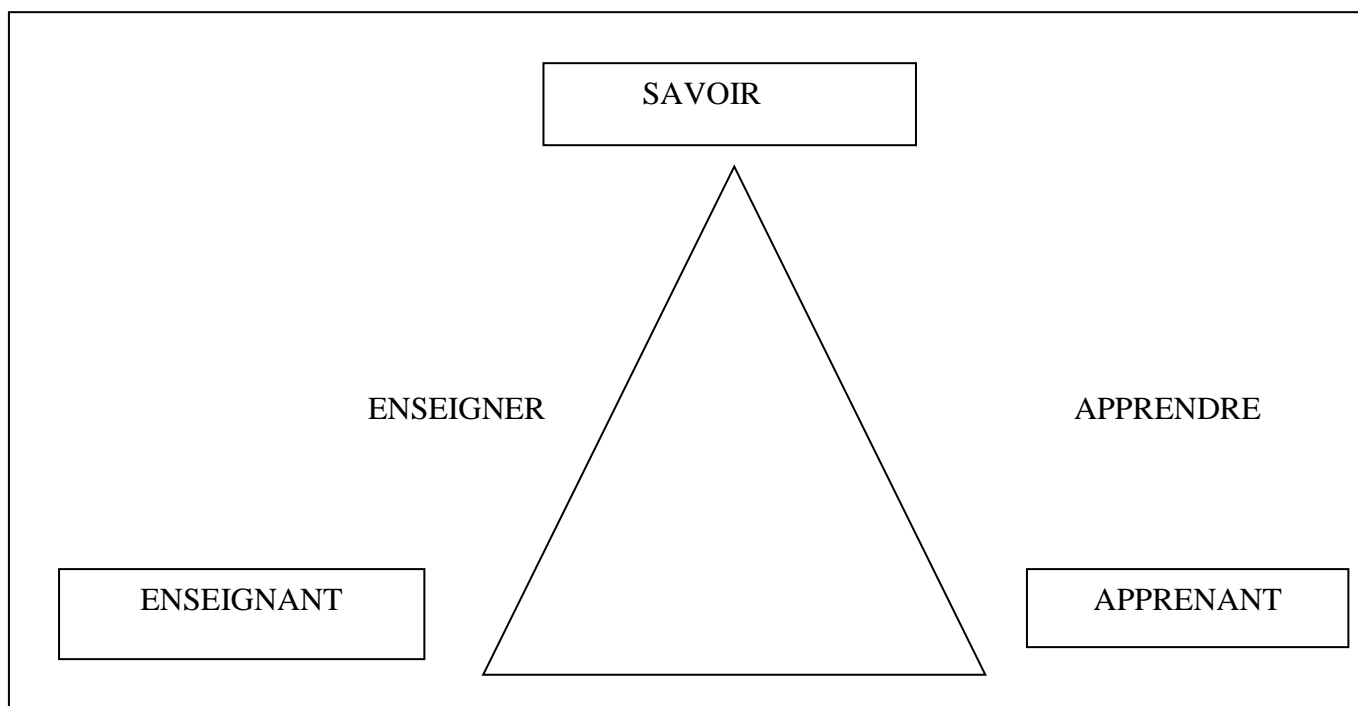 SAVOIR
ENSEIGNER
APPRENDRE
ENSEIGNANT
APPRENANT